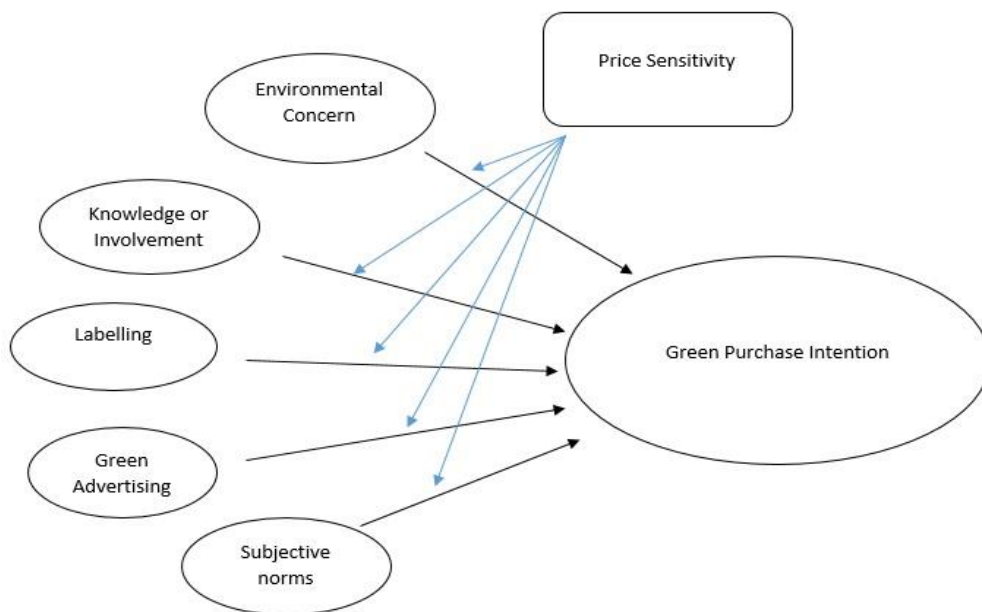 Price Sensitivity
Environmental
Concern
Knowledge or
Involvement
Labelling
Green Purchase Intention
Green
Advertising
Subjective
norms